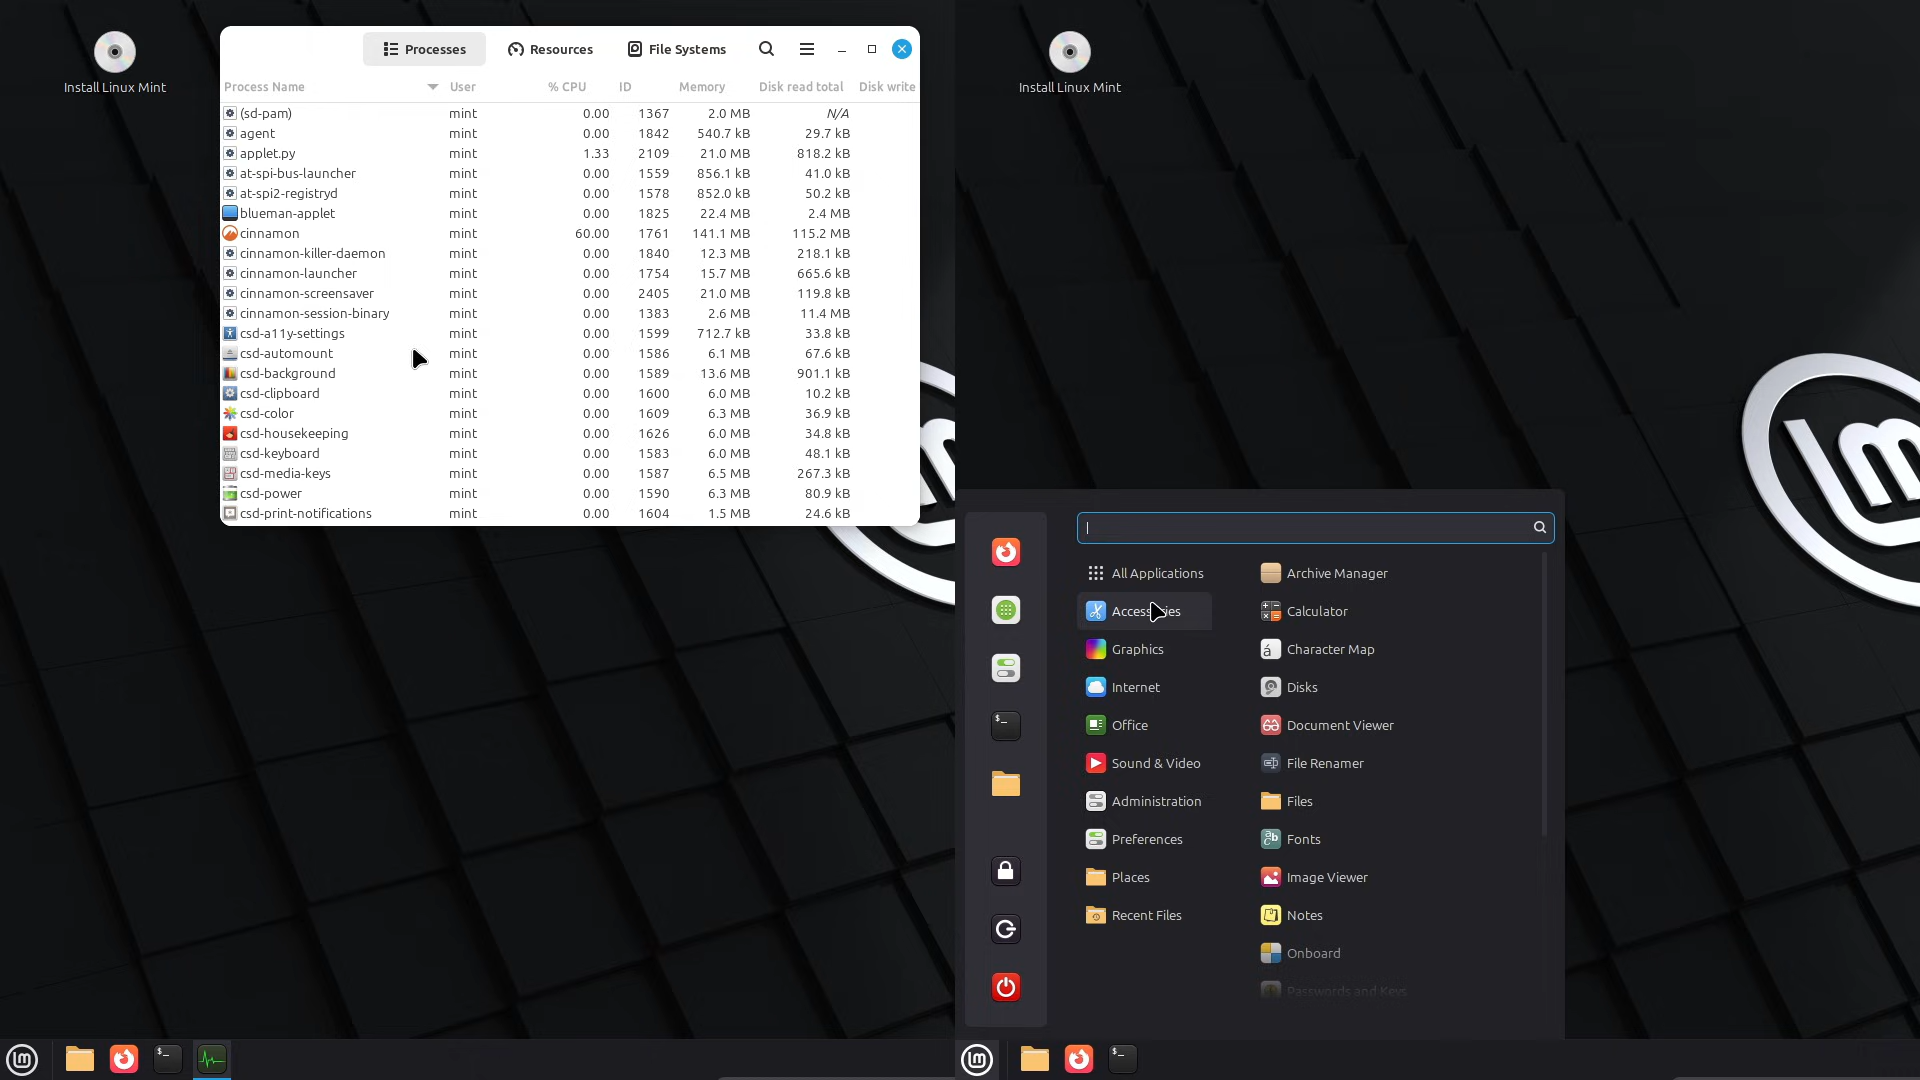 Install Linux Mint
Processes
Resources
File Systems
Process Name User % CPU ID Memory Disk read total Disk write
(sd-pam) mint 0.00 1367 2.0 MB N/A
agent mint 0.00 1842 540.7 kB 29.7 kB
applet.py mint 1.33 2109 21.0 MB 818.2 kB
at-spi-bus-launcher mint 0.00 1559 856.1 kB 41.0 kB
at-spi2-registryd mint 0.00 1578 852.0 kB 50.2 kB
blueman-applet mint 0.00 1825 22.4 MB 2.4 MB
cinnamon mint 60.00 1761 141.1 MB 115.2 MB
cinnamon-killer-daemon mint 0.00 1840 12.3 MB 218.1 kB
cinnamon-launcher mint 0.00 1754 15.7 MB 665.6 kB
cinnamon-screensaver mint 0.00 2405 21.0 MB 119.8 kB
cinnamon-session-binary mint 0.00 1383 2.6 MB 11.4 MB
csd-a11y-settings mint 0.00 1599 712.7 kB 33.8 kB
csd-automount mint 0.00 1586 6.1 MB 67.6 kB
csd-background mint 0.00 1589 13.6 MB 901.1 kB
csd-clipboard mint 0.00 1600 6.0 MB 10.2 kB
csd-color mint 0.00 1609 6.3 MB 36.9 kB
csd-housekeeping mint 0.00 1626 6.0 MB 34.8 kB
csd-keyboard mint 0.00 1583 6.0 MB 48.1 kB
csd-media-keys mint 0.00 1587 6.5 MB 267.3 kB
csd-power mint 0.00 1590 6.3 MB 80.9 kB
csd-print-notifications mint 0.00 1604 1.5 MB 24.6 kB
Install Linux Mint
All Applications
Accessories
Graphics
Internet
Office
Sound & Video
Administration
Preferences
Places
Recent Files
Archive Manager
Calculator
Character Map
Disks
Document Viewer
File Renamer
Files
Fonts
Image Viewer
Notes
Onboard
Passwords and Keys